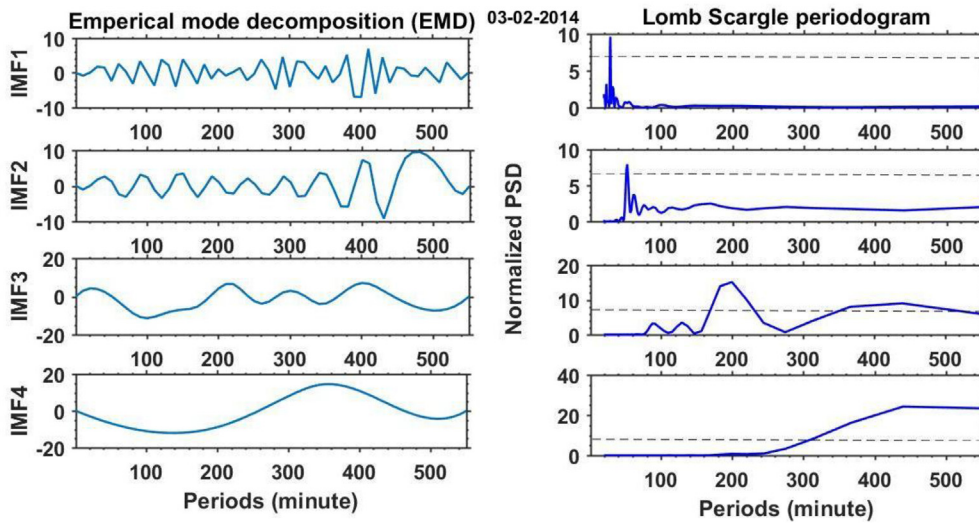 Emperical mode decomposition (EMD) 03-02-2014 Lomb Scargle periodogram
IMF1
10
0
-10
100 200 300 400 500
10
5
0
100 200 300 400 500
IMF2
10
0
-10
100 200 300 400 500
10
5
0
100 200 300 400 500
IMF3
20
0
-20
100 200 300 400 500
20
10
0
100 200 300 400 500
IMF4
20
0
-20
100 200 300 400 500
40
20
0
100 200 300 400 500
Normalized PSD
Periods (minute)
Periods (minute)